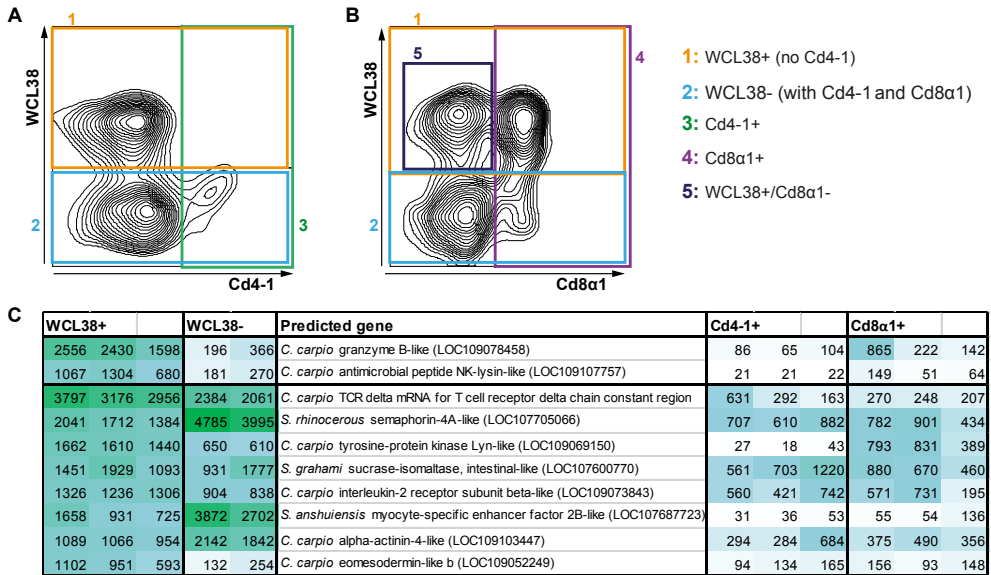 A
B
1
WCL38
2
3
Cd4-1
1
5
4
WCL38
2
Cd8α1
1: WCL38+ (no Cd4-1)
2: WCL38- (with Cd4-1 and Cd8α1)
3: Cd4-1+
4: Cd8α1+
5: WCL38+/Cd8α1-
C
WCL38+ WCL38- Predicted gene Cd4-1+ Cd8α1+
2556 2430 1598 196 366 C. carpio granzyme B-like (LOC109078458) 86 65 104 865 222 142
1067 1304 680 181 270 C. carpio antimicrobial peptide NK-lysin-like (LOC109107757) 21 21 22 149 51 64
3797 3176 2956 2384 2061 C. carpio TCR delta mRNA for T cell receptor delta chain constant region 631 292 163 270 248 207
2041 1712 1384 4785 3995 S. rhinocerous semaphorin-4A-like (LOC107705066) 707 610 882 782 901 434
1662 1610 1440 650 610 C. carpio tyrosine-protein kinase Lyn-like (LOC109069150) 27 18 43 793 831 389
1451 1929 1093 931 1777 S. grahami sucrase-isomaltase, intestinal-like (LOC107600770) 561 703 1220 880 670 460
1326 1236 1306 904 838 C. carpio interleukin-2 receptor subunit beta-like (LOC109073843) 560 421 742 571 731 195
1658 931 725 3872 2702 S. anshuiensis myocyte-specific enhancer factor 2B-like (LOC107687723) 31 36 53 55 54 136
1089 1066 954 2142 1842 C. carpio alpha-actinin-4-like (LOC109103447) 294 284 684 375 490 356
1102 951 593 132 254 C. carpio eomesodermin-like b (LOC109052249) 94 134 165 156 93 148